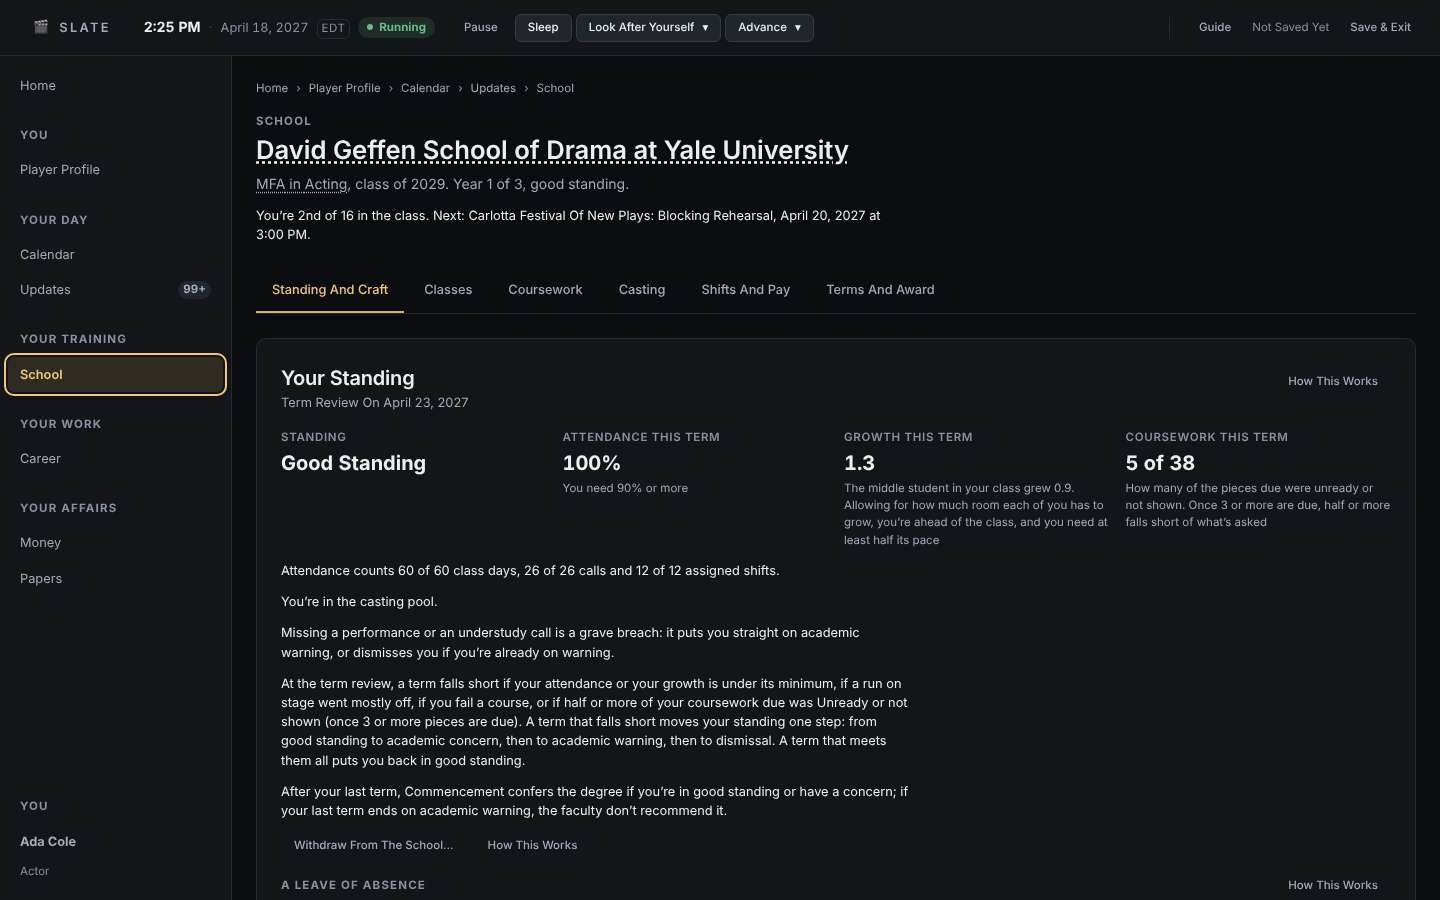 SLATE
2:25 PM · April 18, 2027 EDT Running
Pause
Sleep
Look After Yourself ▾
Advance ▾
Guide
Not Saved Yet
Save & Exit
Home
YOU
Player Profile
YOUR DAY
Calendar
Updates 99+
YOUR TRAINING
School
YOUR WORK
Career
YOUR AFFAIRS
Money
Papers
YOU
Ada Cole
Actor
Home › Player Profile › Calendar › Updates › School
SCHOOL
David Geffen School of Drama at Yale University
MFA in Acting, class of 2029. Year 1 of 3, good standing.
You’re 2nd of 16 in the class. Next: Carlotta Festival Of New Plays: Blocking Rehearsal, April 20, 2027 at
3:00 PM.
Standing And Craft
Classes
Coursework
Casting
Shifts And Pay
Terms And Award
Your Standing
How This Works
Term Review On April 23, 2027
STANDING
Good Standing
ATTENDANCE THIS TERM
100%
You need 90% or more
GROWTH THIS TERM
1.3
The middle student in your class grew 0.9.
Allowing for how much room each of you has to
grow, you’re ahead of the class, and you need at
least half its pace
COURSEWORK THIS TERM
5 of 38
How many of the pieces due were unready or
not shown. Once 3 or more are due, half or more
falls short of what’s asked
Attendance counts 60 of 60 class days, 26 of 26 calls and 12 of 12 assigned shifts.
You’re in the casting pool.
Missing a performance or an understudy call is a grave breach: it puts you straight on academic
warning, or dismisses you if you’re already on warning.
At the term review, a term falls short if your attendance or your growth is under its minimum, if a run on
stage went mostly off, if you fail a course, or if half or more of your coursework due was Unready or not
shown (once 3 or more pieces are due). A term that falls short moves your standing one step: from
good standing to academic concern, then to academic warning, then to dismissal. A term that meets
them all puts you back in good standing.
After your last term, Commencement confers the degree if you’re in good standing or have a concern; if
your last term ends on academic warning, the faculty don’t recommend it.
Withdraw From The School...
How This Works
A LEAVE OF ABSENCE
How This Works